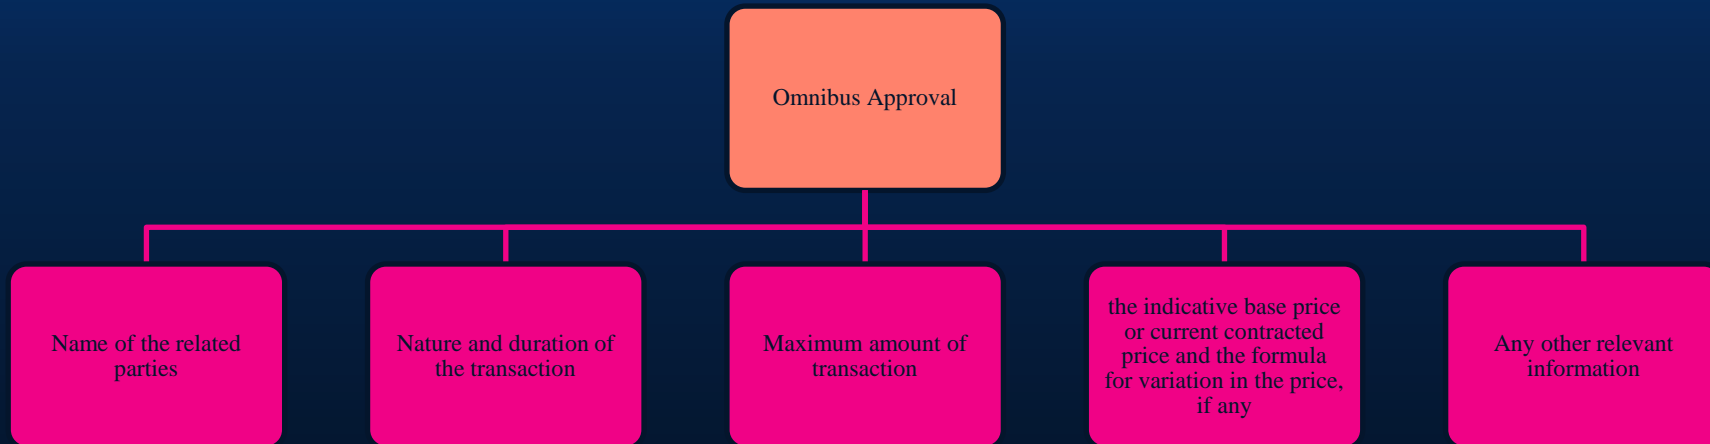 Omnibus Approval
Name of the related
parties
Nature and duration of
the transaction
Maximum amount of
transaction
the indicative base price
or current contracted
price and the formula
for variation in the price,
if any
Any other relevant
information